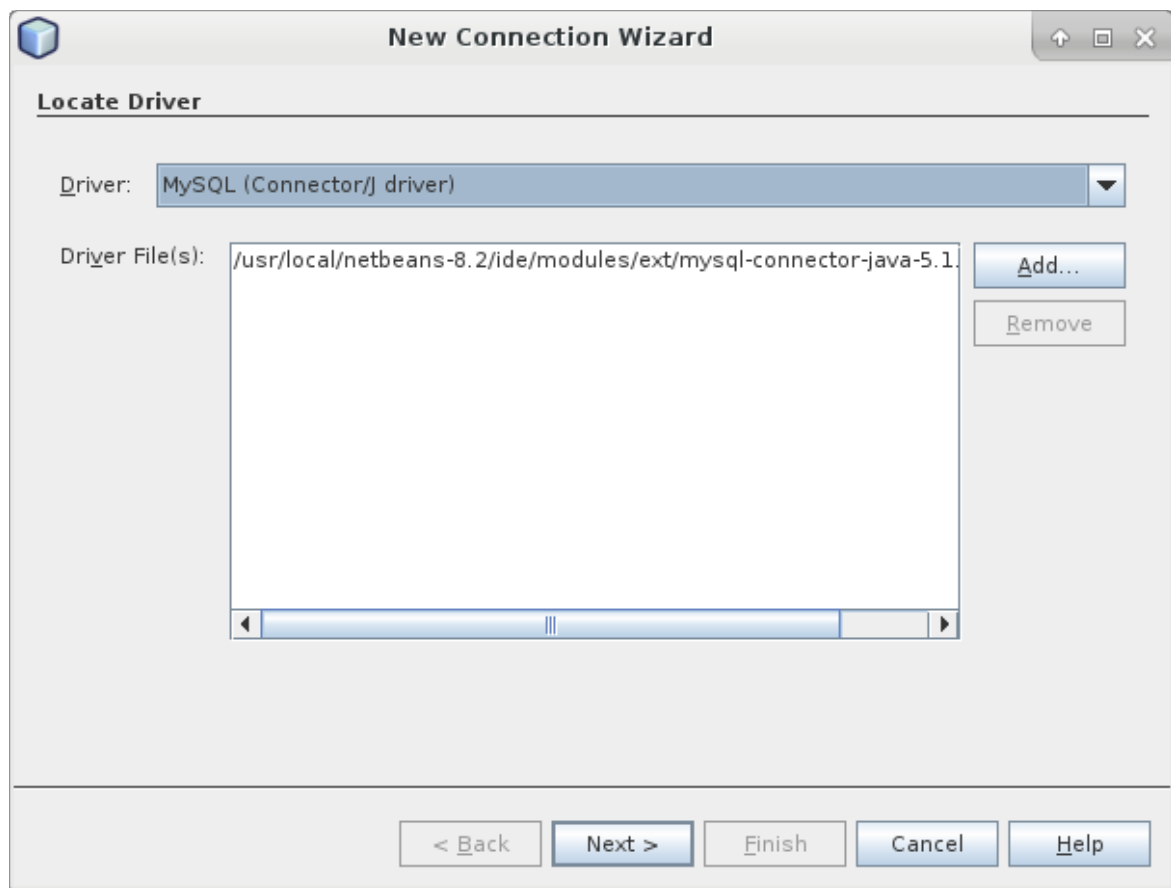 New Connection Wizard
Locate Driver
Driver: MySQL (Connector/J driver)
Driver File(s): /usr/local/netbeans-8.2/ide/modules/ext/mysql-connector-java-5.1. Add...
Remove
< Back Next > Finish Cancel Help